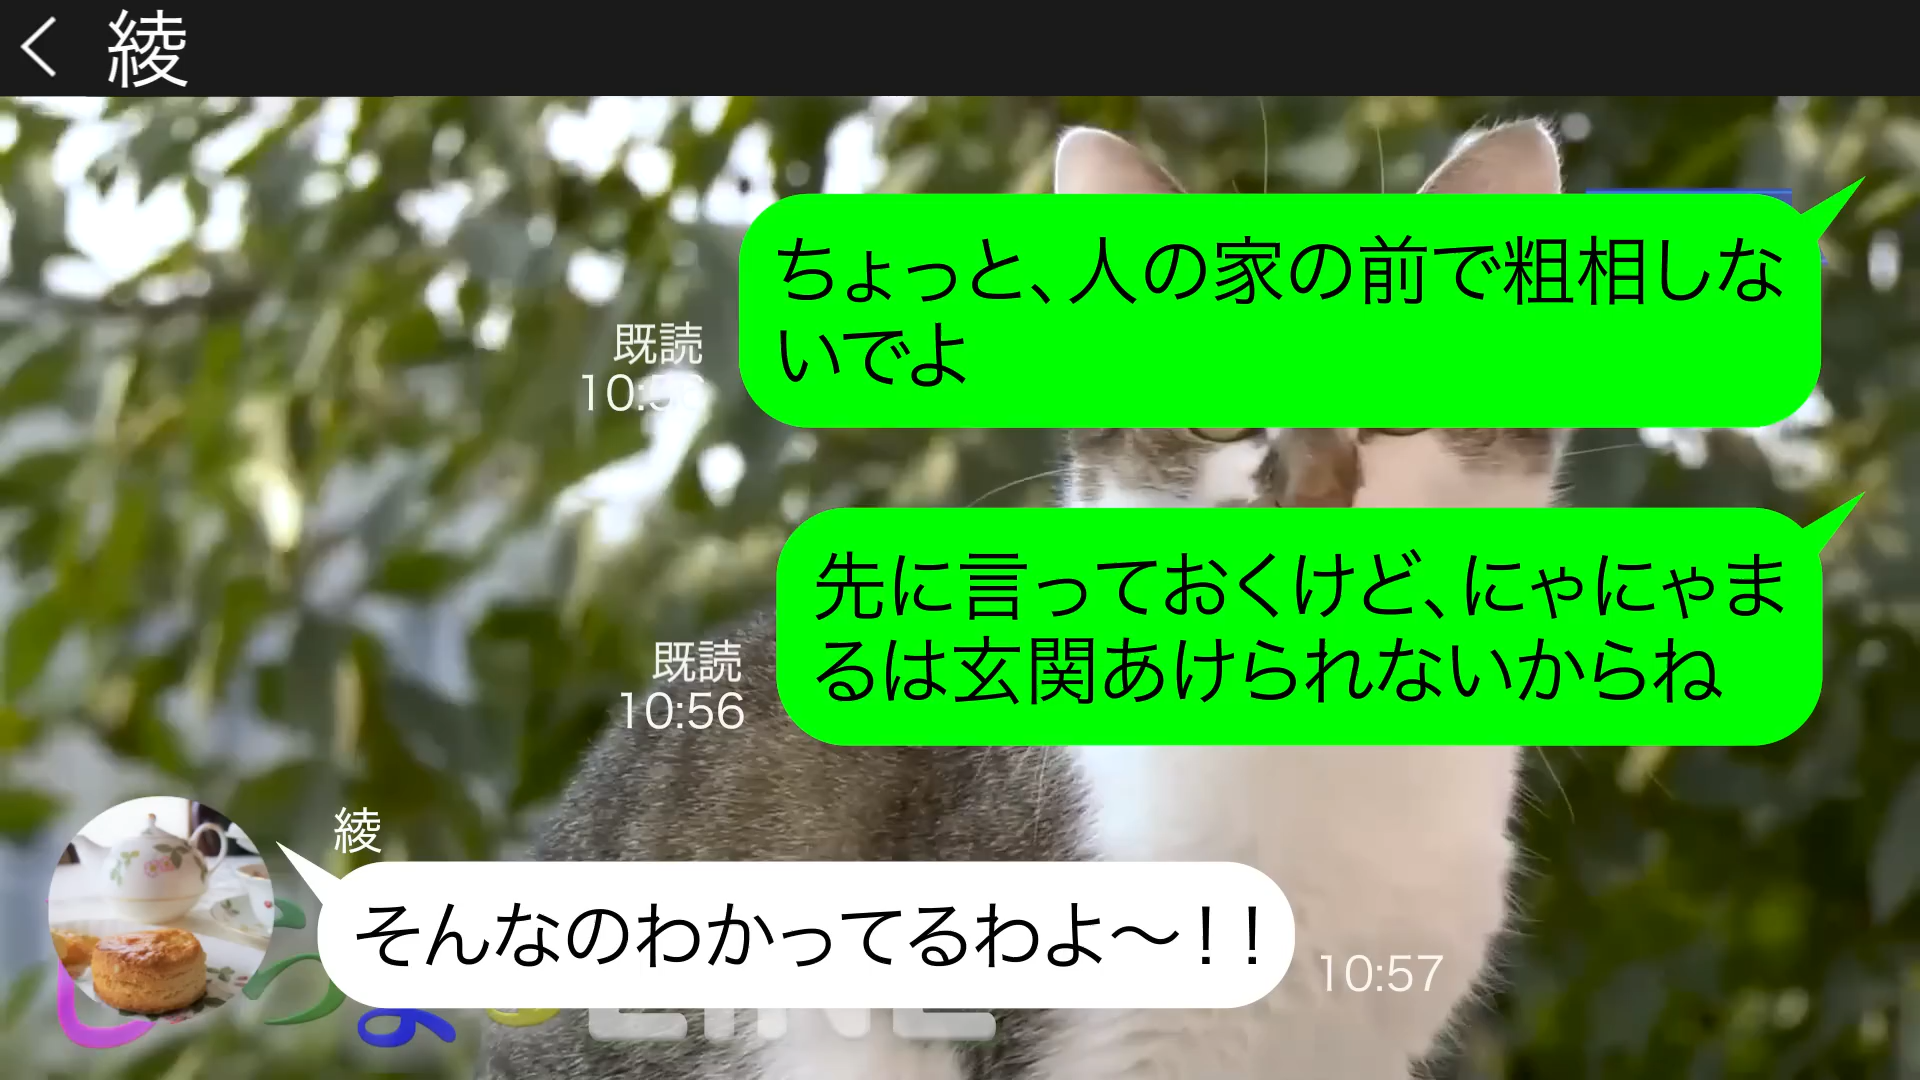 綾
ちょっと、人の家の前で粗相しな
いでよ
既読
先に言っておくけど、にゃにゃま
るは玄関あけられないからね
既読
10:56
綾
そんなのわかってるわよ〜！！
10:57